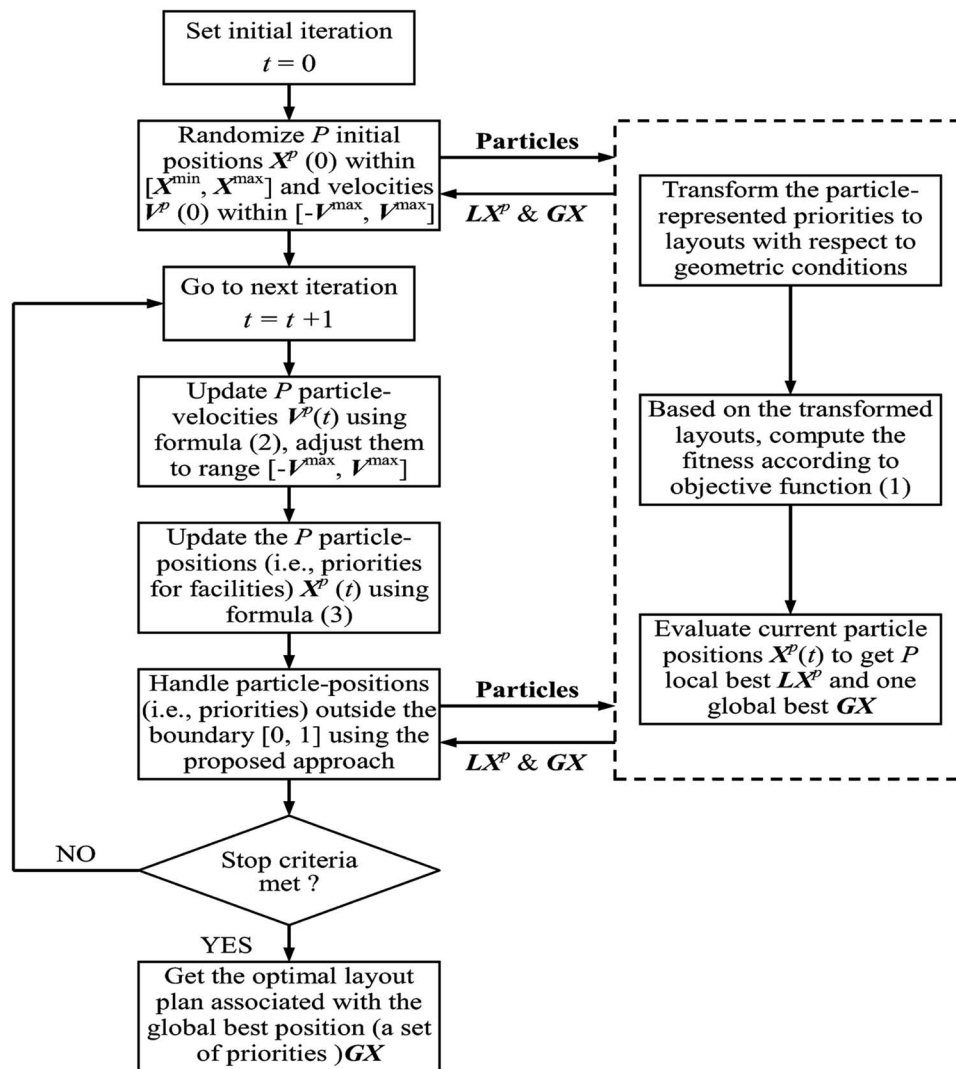 Set initial iteration
t = 0
Randomize P initial
positions X^p (0) within
[X^min, X^max] and velocities
V^p (0) within [-V^max, V^max]
Particles
LX^p & GX
Go to next iteration
t = t +1
Update P particle-
velocities V^p(t) using
formula (2), adjust them
to range [-V^max, V^max]
Update the P particle-
positions (i.e., priorities
for facilities) X^p (t) using
formula (3)
Handle particle-positions
(i.e., priorities) outside the
boundary [0, 1] using the
proposed approach
Particles
LX^p & GX
Stop criteria
met ?
NO
YES
Get the optimal layout
plan associated with the
global best position (a set
of priorities )GX
Transform the particle-
represented priorities to
layouts with respect to
geometric conditions
Based on the transformed
layouts, compute the
fitness according to
objective function (1)
Evaluate current particle
positions X^p(t) to get P
local best LX^p and one
global best GX